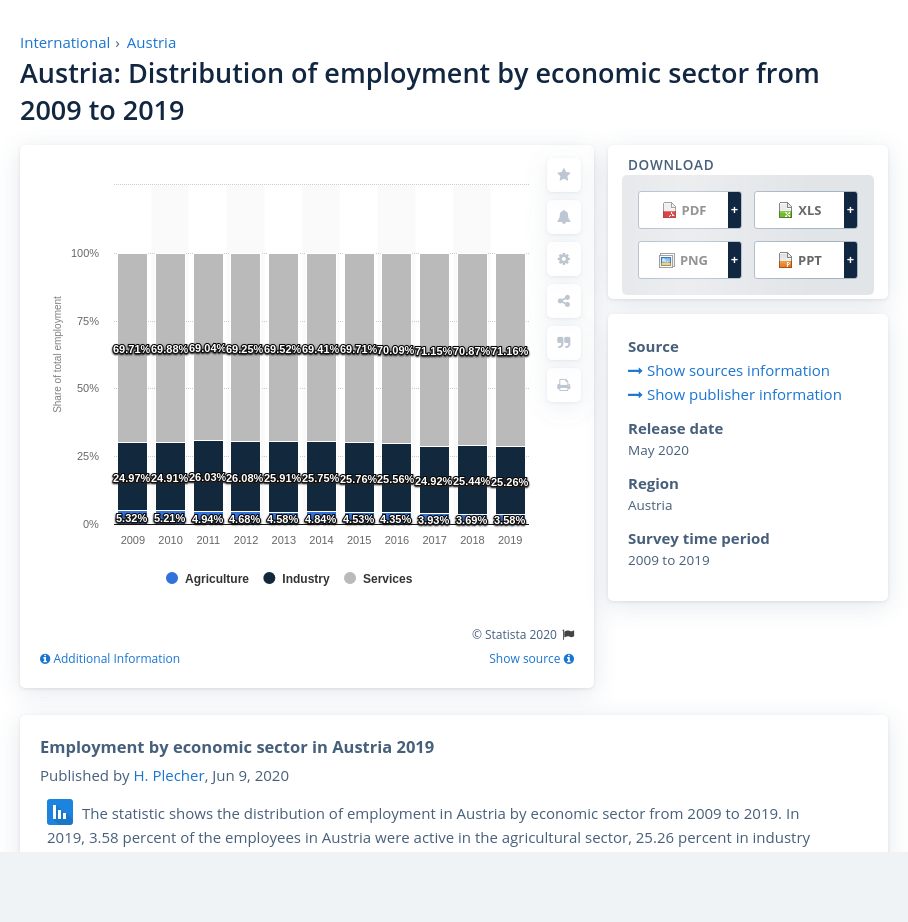 International › Austria
Austria: Distribution of employment by economic sector from
2009 to 2019
DOWNLOAD
PDF +
XLS +
PNG +
PPT +
Share of total employment
100%
75%
50%
25%
0%
69.71% 69.88% 69.04% 69.25% 69.52% 69.41% 69.71% 70.09% 71.15% 70.87% 71.16%
24.97% 24.91% 26.03% 26.08% 25.91% 25.75% 25.76% 25.56% 24.92% 25.44% 25.26%
5.32% 5.21% 4.94% 4.68% 4.58% 4.84% 4.53% 4.35% 3.93% 3.69% 3.58%
2009 2010 2011 2012 2013 2014 2015 2016 2017 2018 2019
Agriculture Industry Services
© Statista 2020
Additional Information
Show source
Source
Show sources information
Show publisher information
Release date
May 2020
Region
Austria
Survey time period
2009 to 2019
Employment by economic sector in Austria 2019
Published by H. Plecher, Jun 9, 2020
The statistic shows the distribution of employment in Austria by economic sector from 2009 to 2019. In
2019, 3.58 percent of the employees in Austria were active in the agricultural sector, 25.26 percent in industry